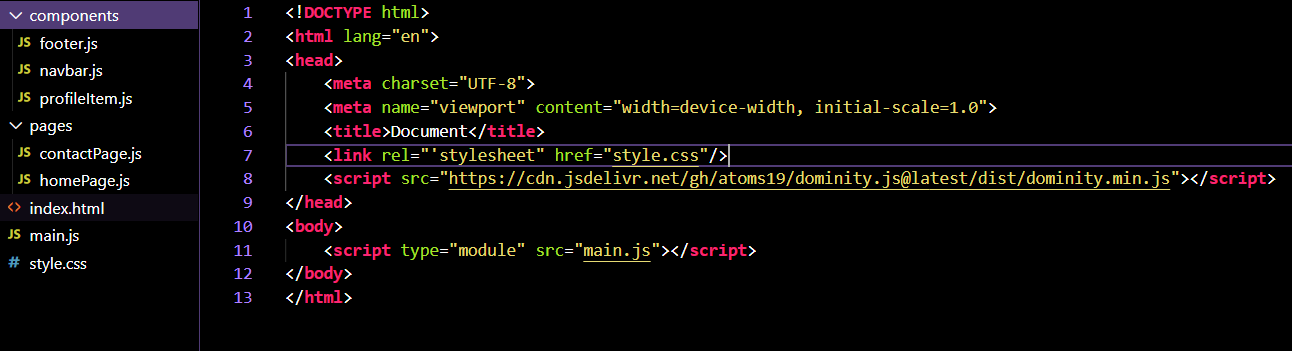 components
JS footer.js
JS navbar.js
JS profileItem.js
pages
JS contactPage.js
JS homePage.js
<> index.html
JS main.js
# style.css
1 <!DOCTYPE html>
2 <html lang="en">
3 <head>
4 <meta charset="UTF-8">
5 <meta name="viewport" content="width=device-width, initial-scale=1.0">
6 <title>Document</title>
7 <link rel="'stylesheet" href="style.css"/>
8 <script src="https://cdn.jsdelivr.net/gh/atoms19/dominity.js@latest/dist/dominity.min.js"></script>
9 </head>
10 <body>
11 <script type="module" src="main.js"></script>
12 </body>
13 </html>